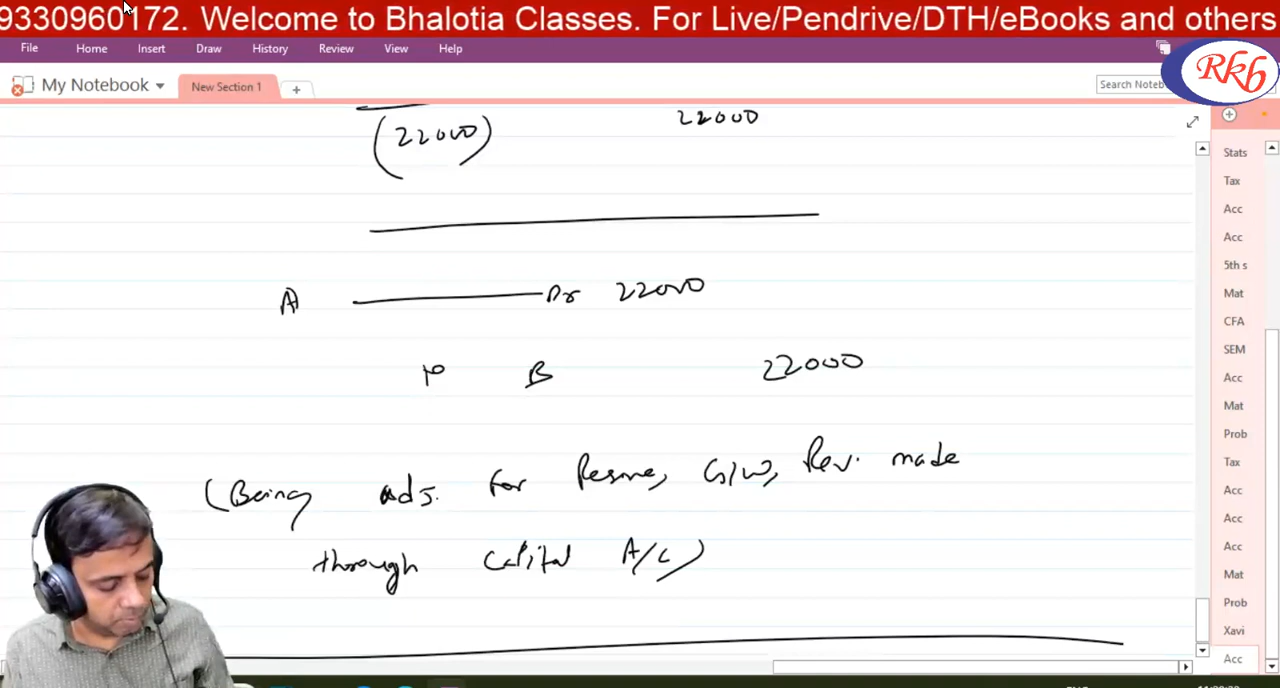 9330960172. Welcome to Bhalotia Classes. For Live/Pendrive/DTH/eBooks and others
File Home Insert Draw History Review View Help
Rkb
My Notebook New Section 1 + Search Noteb
(22000) 22000
A Dr 22000
To B 22000
(Being adj. for Reserve, G/W, Rev. made
through Capital A/c)
Stats
Tax
Acc
Acc
5th s
Mat
CFA
SEM
Acc
Mat
Prob
Tax
Acc
Acc
Acc
Mat
Prob
Xavi
Acc